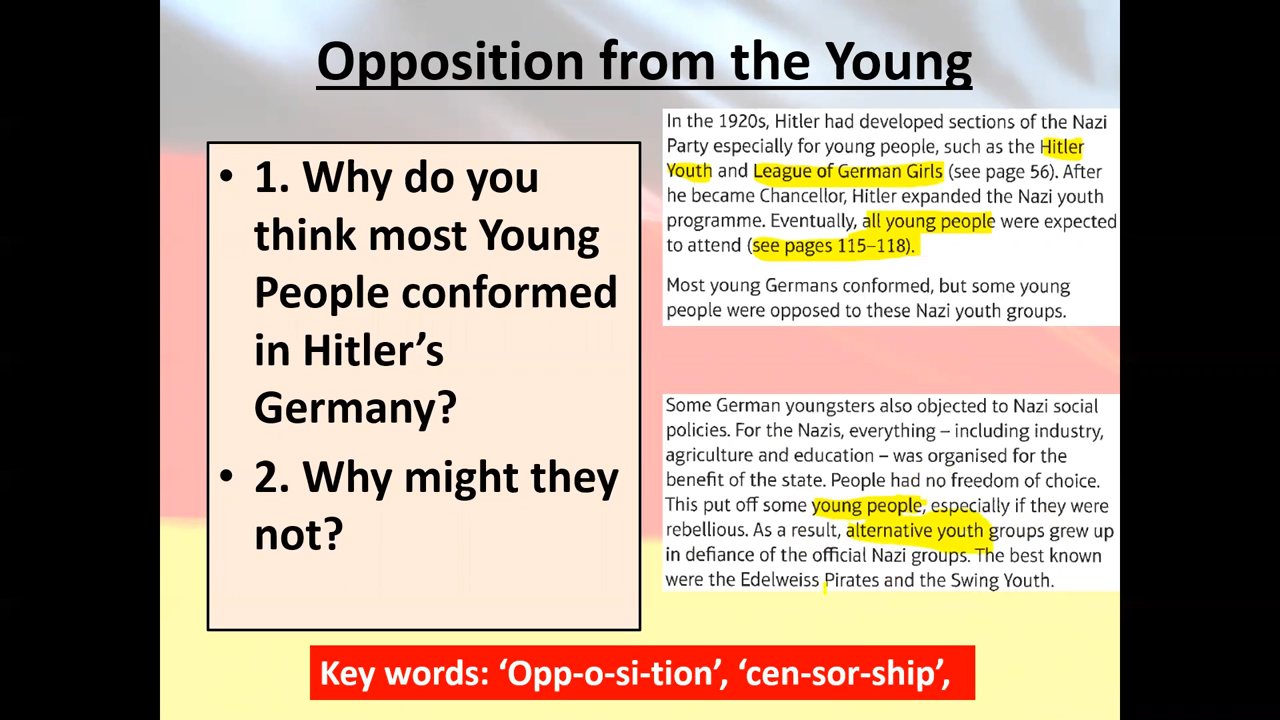 Opposition from the Young
• 1. Why do you
think most Young
People conformed
in Hitler’s
Germany?
• 2. Why might they
not?
In the 1920s, Hitler had developed sections of the Nazi
Party especially for young people, such as the Hitler
Youth and League of German Girls (see page 56). After
he became Chancellor, Hitler expanded the Nazi youth
programme. Eventually, all young people were expected
to attend (see pages 115–118).
Most young Germans conformed, but some young
people were opposed to these Nazi youth groups.
Some German youngsters also objected to Nazi social
policies. For the Nazis, everything – including industry,
agriculture and education – was organised for the
benefit of the state. People had no freedom of choice.
This put off some young people, especially if they were
rebellious. As a result, alternative youth groups grew up
in defiance of the official Nazi groups. The best known
were the Edelweiss Pirates and the Swing Youth.
Key words: ‘Opp-o-si-tion’, ‘cen-sor-ship’,